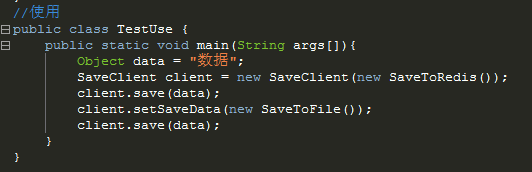 //使用
public class TestUse {
    public static void main(String args[]){
        Object data = "数据";
        SaveClient client = new SaveClient(new SaveToRedis());
        client.save(data);
        client.setSaveData(new SaveToFile());
        client.save(data);
    }
}